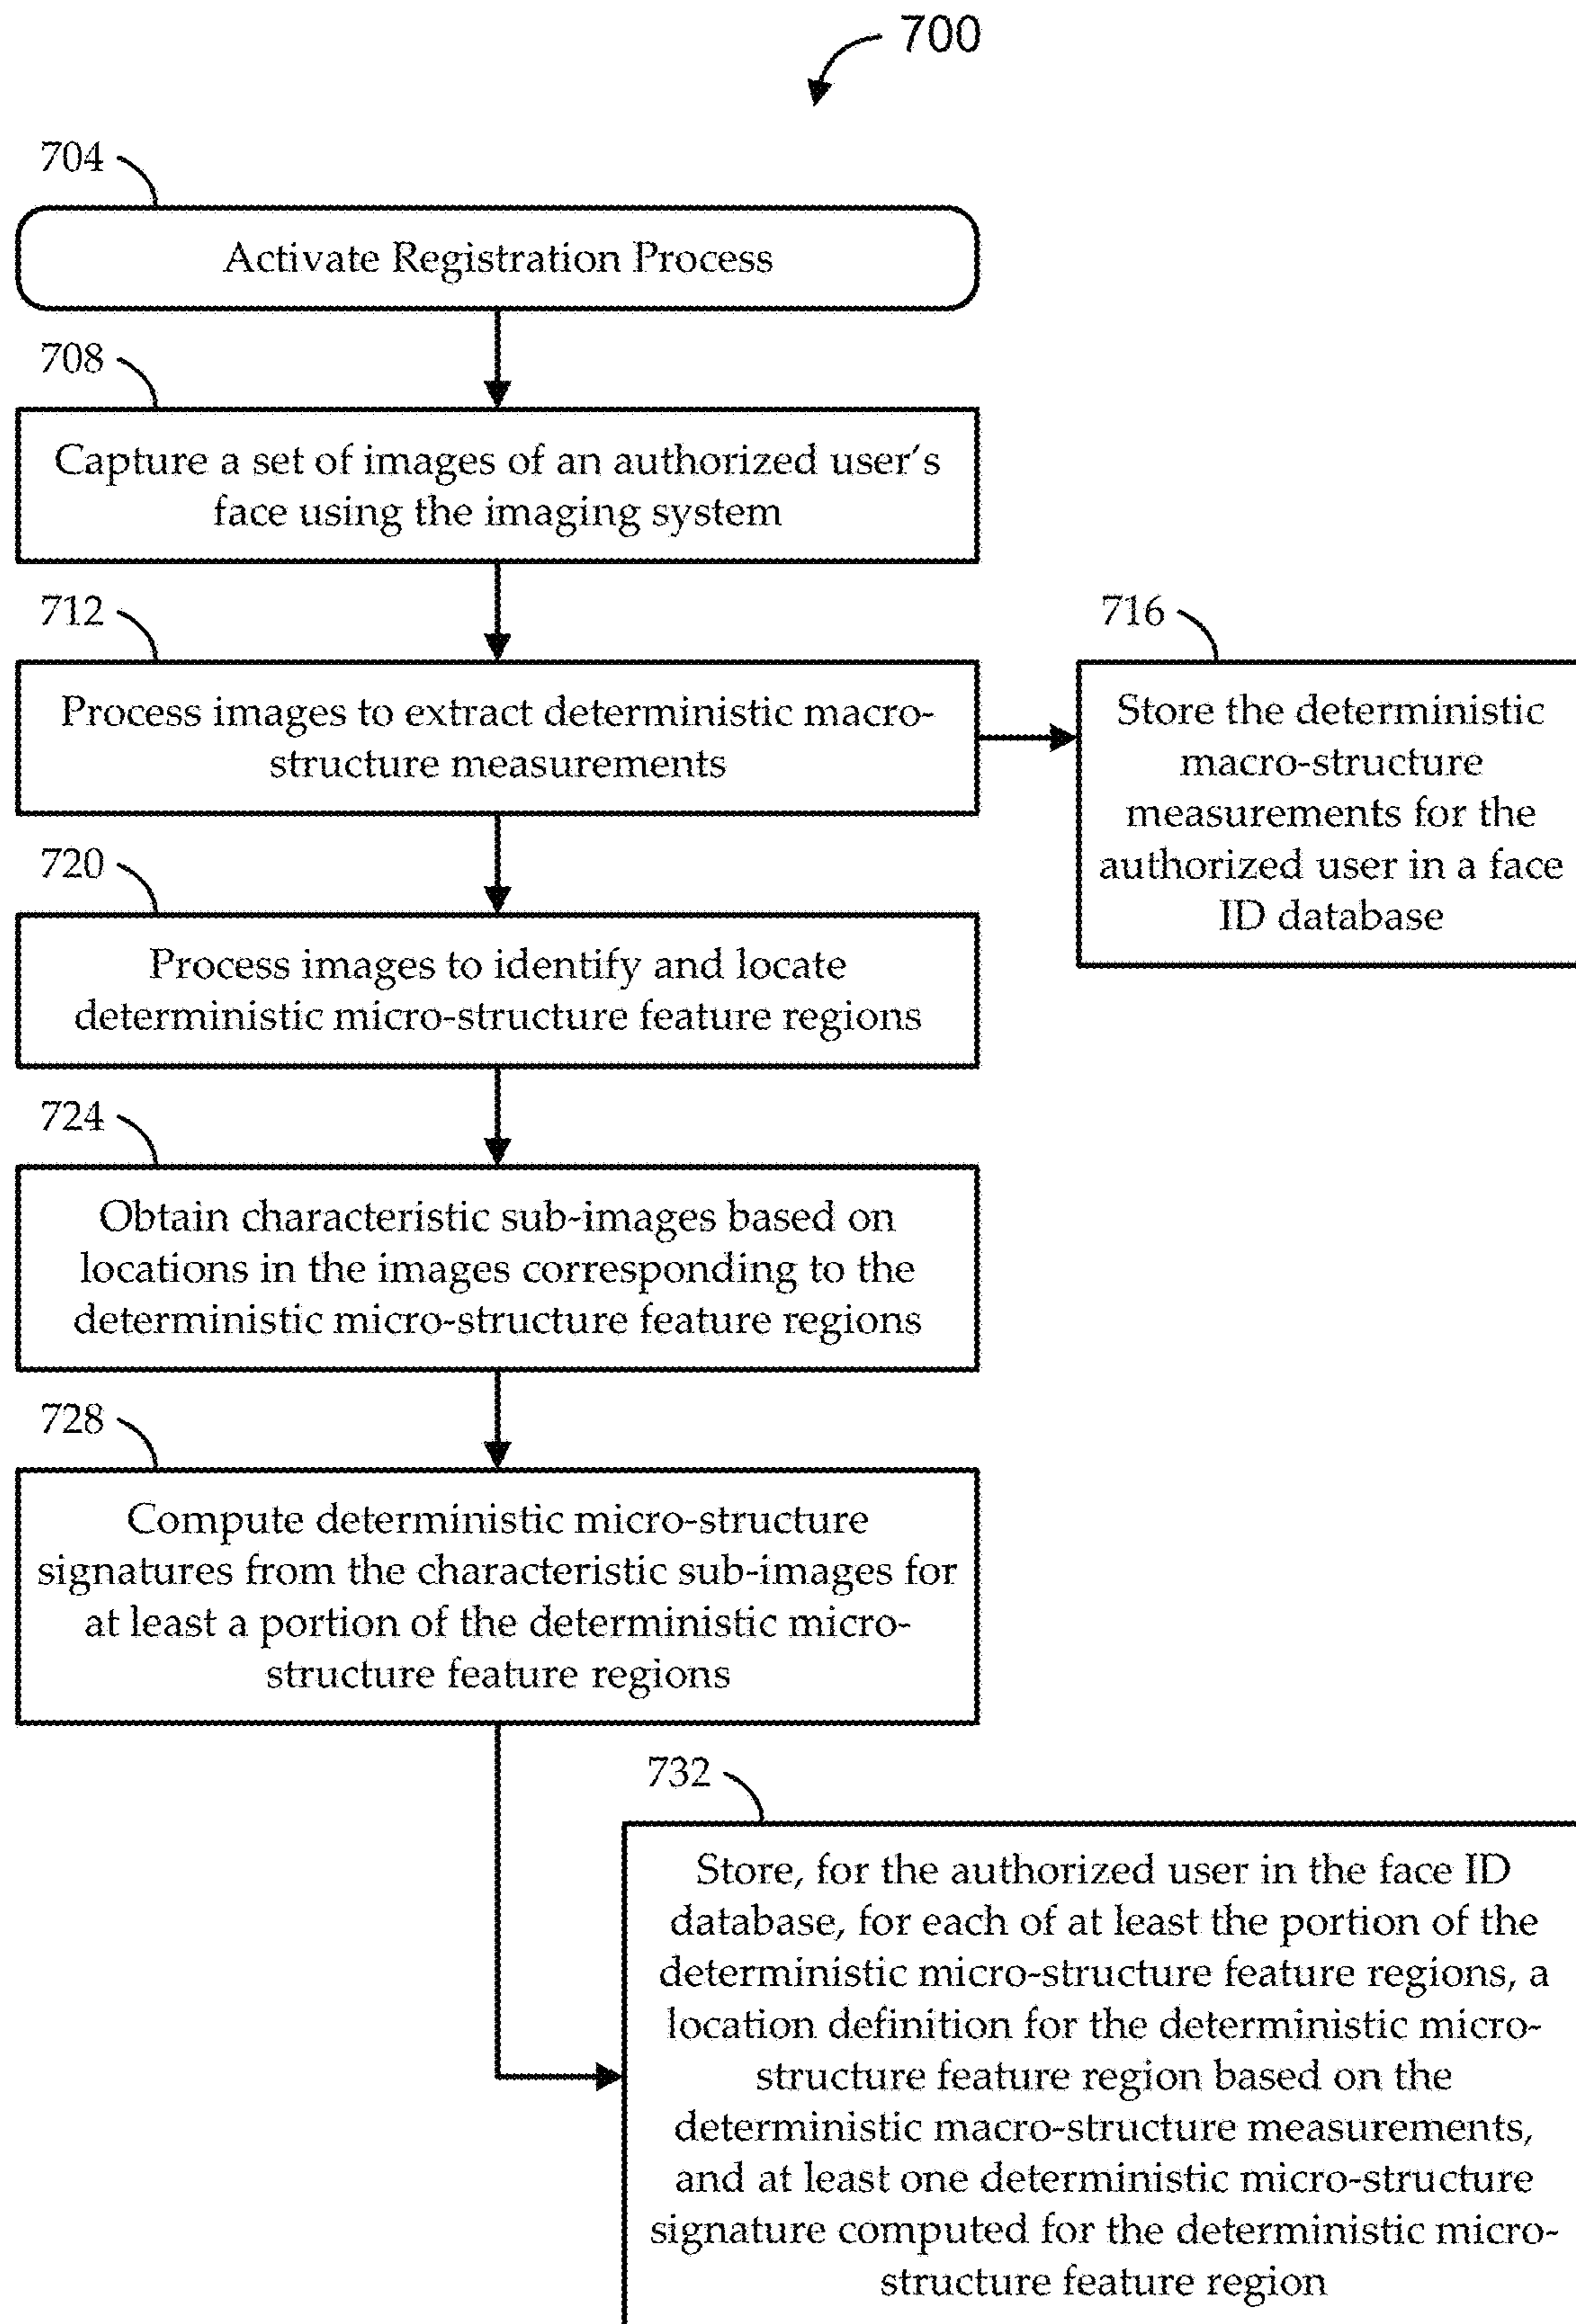 700
704
Activate Registration Process
708
Capture a set of images of an authorized user's
face using the imaging system
712
Process images to extract deterministic macro-
structure measurements
716
Store the deterministic
macro-structure
measurements for the
authorized user in a face
ID database
720
Process images to identify and locate
deterministic micro-structure feature regions
724
Obtain characteristic sub-images based on
locations in the images corresponding to the
deterministic micro-structure feature regions
728
Compute deterministic micro-structure
signatures from the characteristic sub-images for
at least a portion of the deterministic micro-
structure feature regions
732
Store, for the authorized user in the face ID
database, for each of at least the portion of the
deterministic micro-structure feature regions, a
location definition for the deterministic micro-
structure feature region based on the
deterministic macro-structure measurements,
and at least one deterministic micro-structure
signature computed for the deterministic micro-
structure feature region